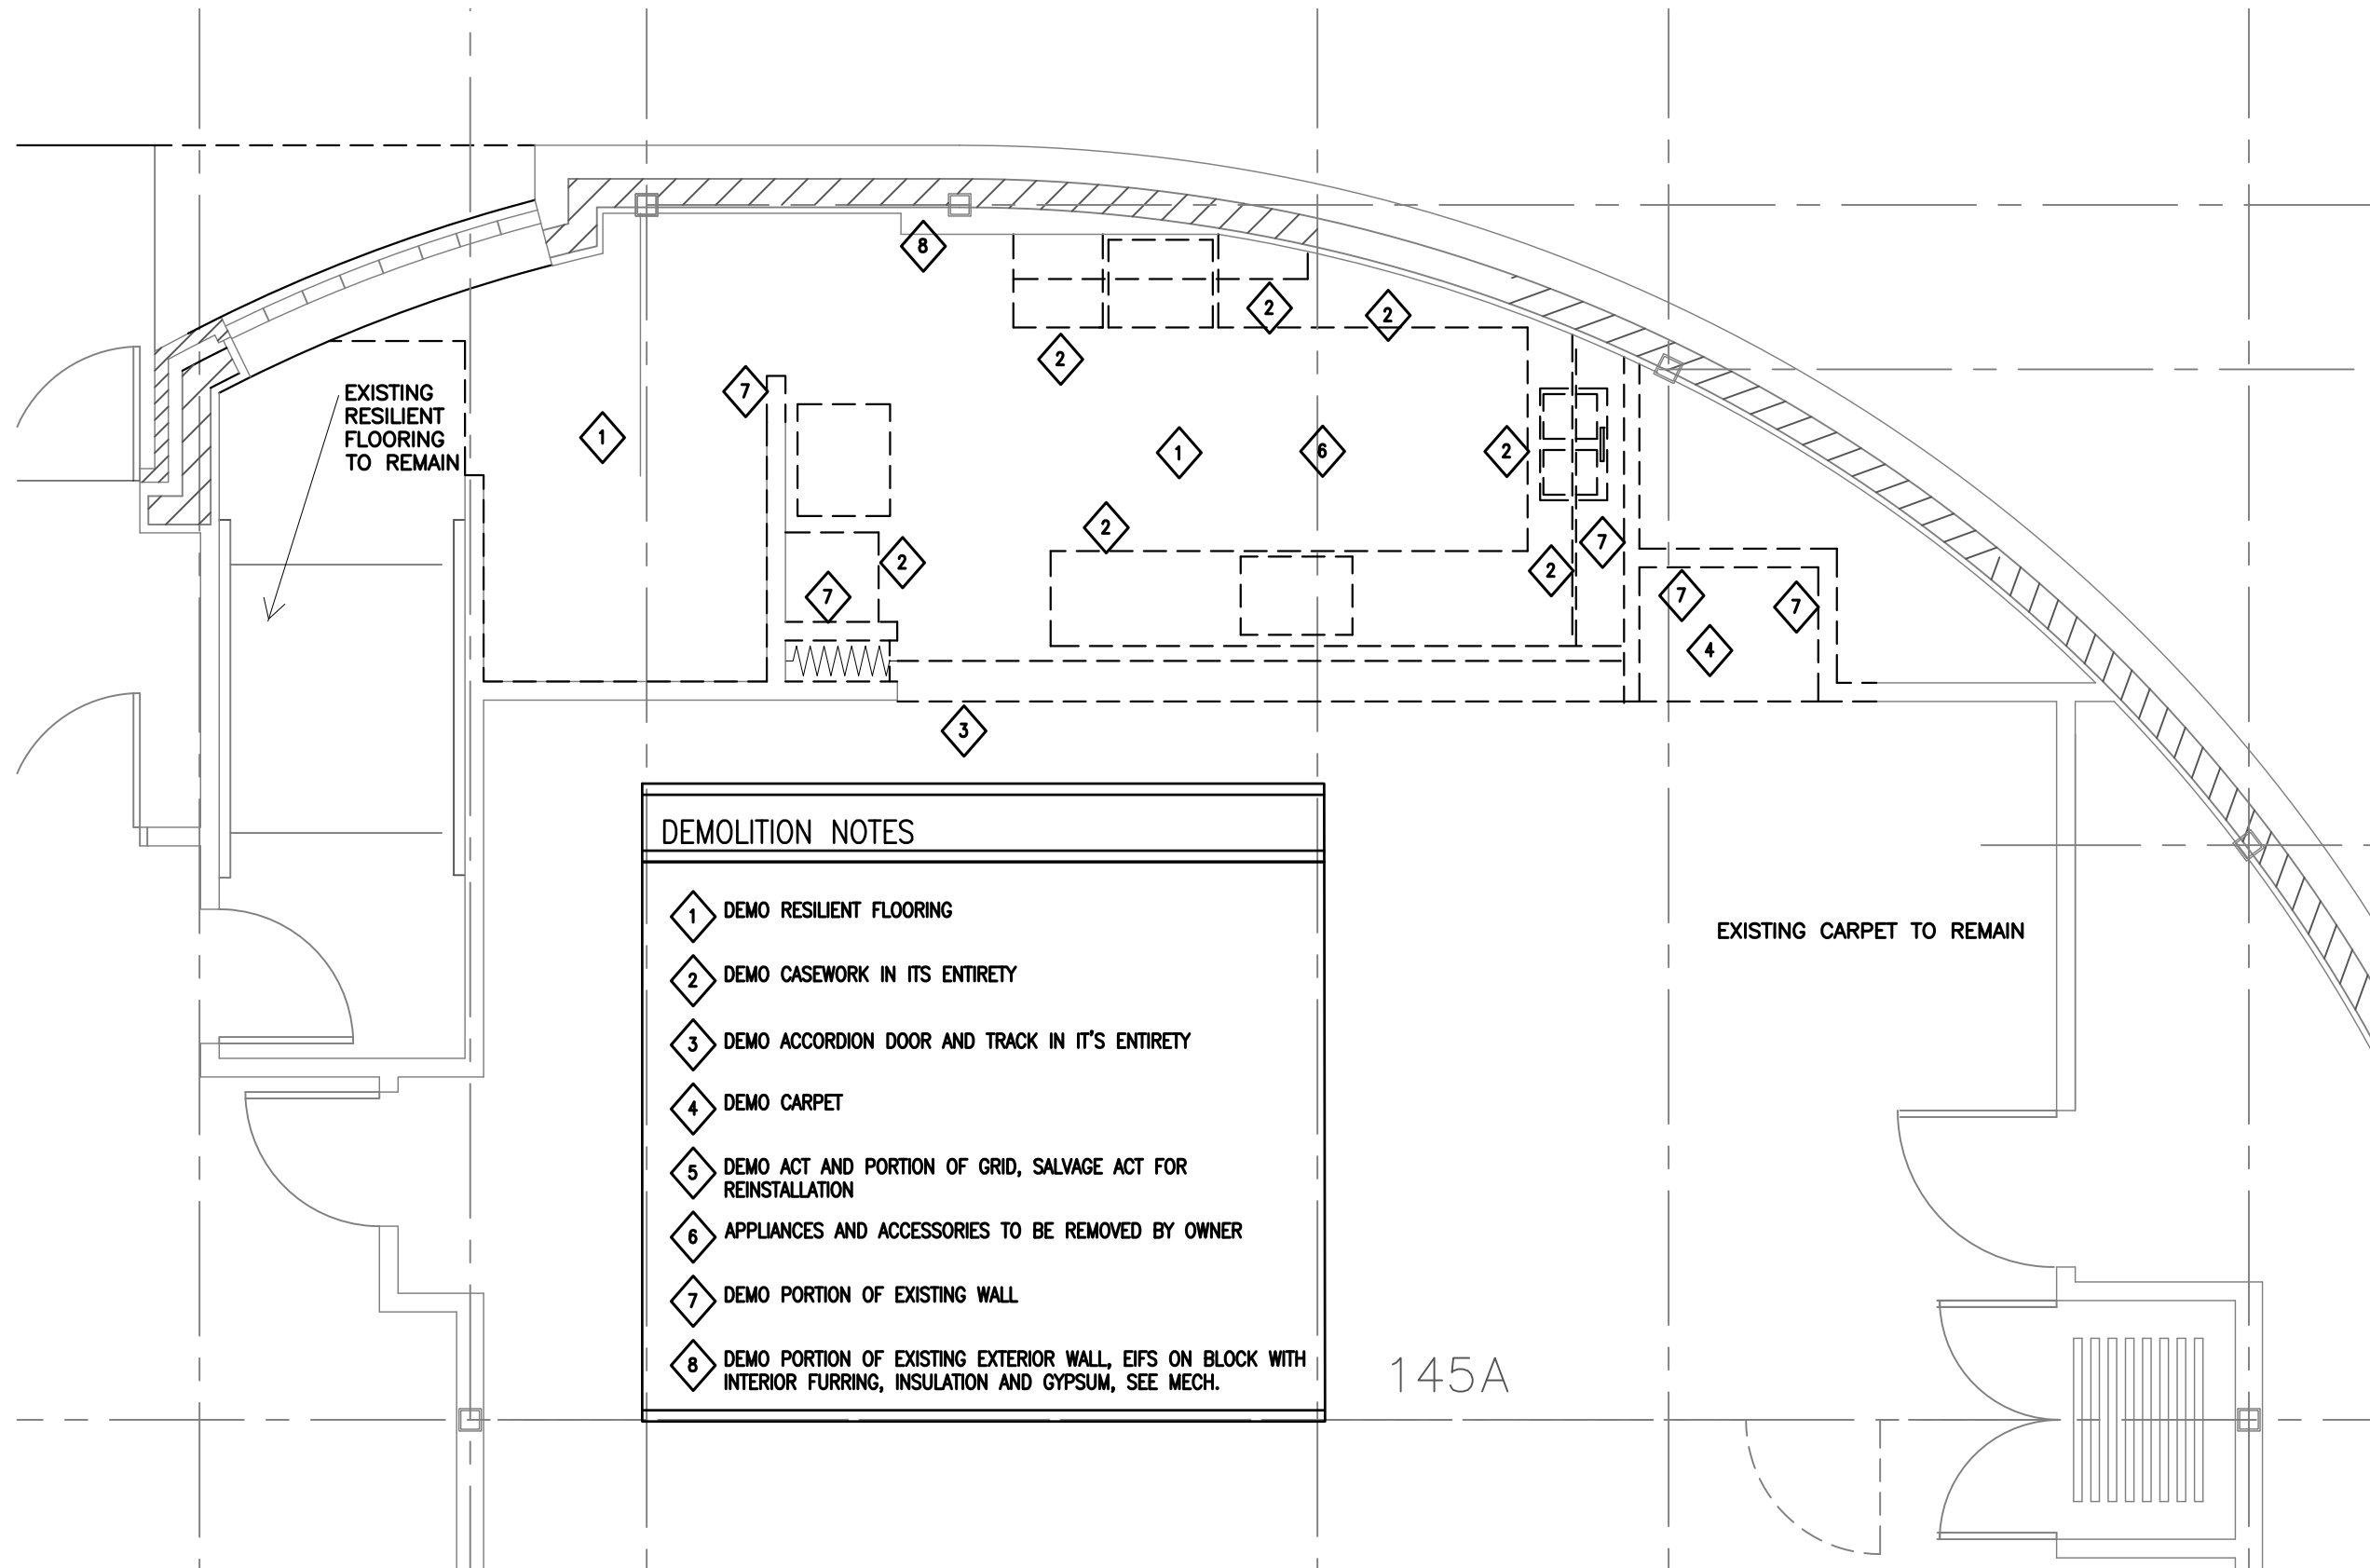 8
2
2
2
EXISTING
RESILIENT
FLOORING
TO REMAIN
7
1
1
6
2
2
7
2
2
7
7
7
4
3
DEMOLITION NOTES
1 DEMO RESILIENT FLOORING
2 DEMO CASEWORK IN ITS ENTIRETY
3 DEMO ACCORDION DOOR AND TRACK IN IT'S ENTIRETY
4 DEMO CARPET
5 DEMO ACT AND PORTION OF GRID, SALVAGE ACT FOR
REINSTALLATION
6 APPLIANCES AND ACCESSORIES TO BE REMOVED BY OWNER
7 DEMO PORTION OF EXISTING WALL
8 DEMO PORTION OF EXISTING EXTERIOR WALL, EIFS ON BLOCK WITH
INTERIOR FURRING, INSULATION AND GYPSUM, SEE MECH.
EXISTING CARPET TO REMAIN
145A